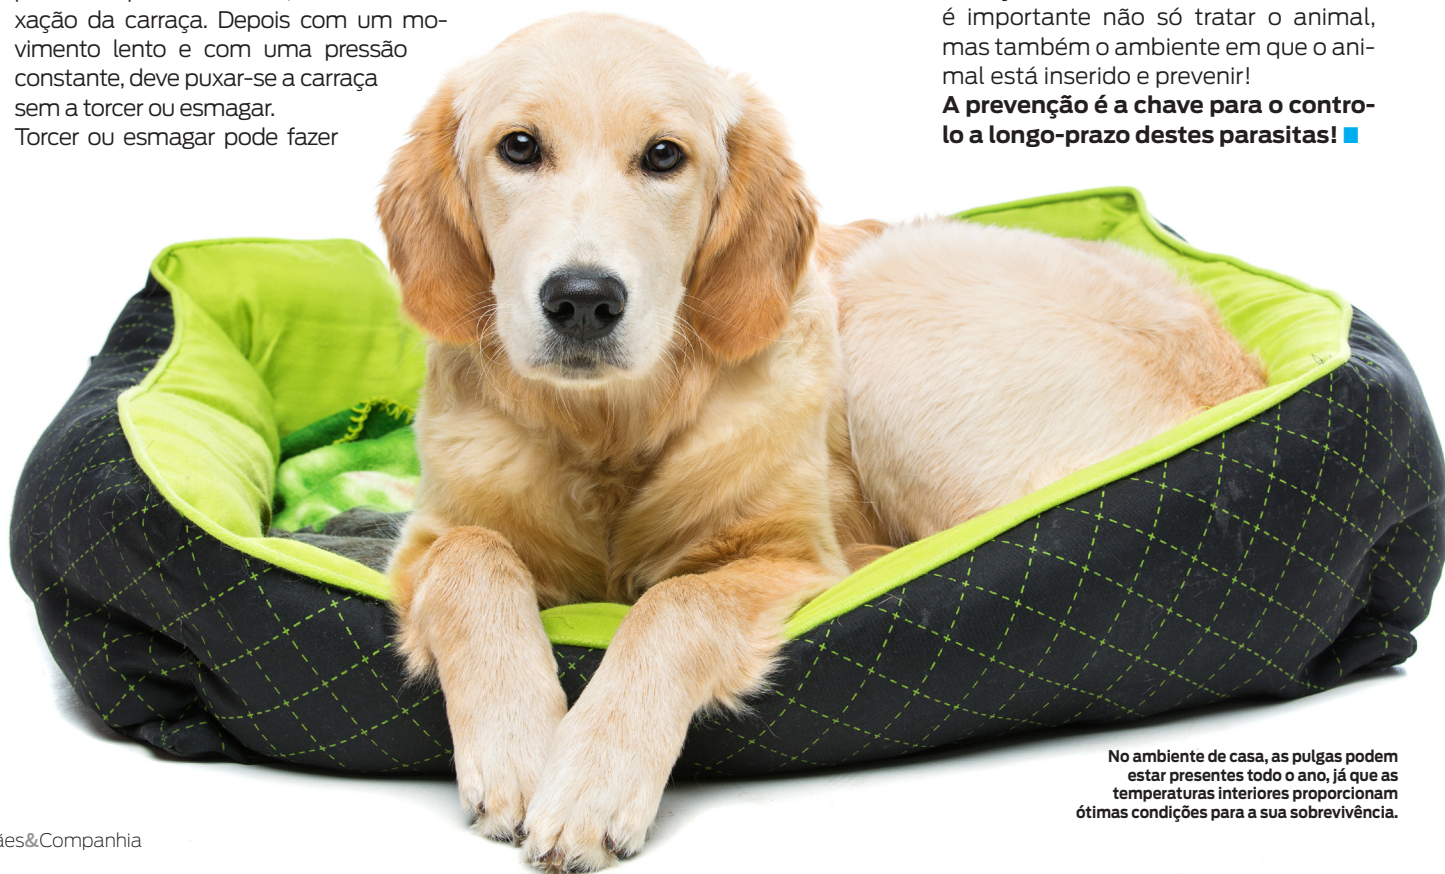 xação da carraça. Depois com um mo-
vimento lento e com uma pressão
constante, deve puxar-se a carraça
sem a torcer ou esmagar.
Torcer ou esmagar pode fazer
é importante não só tratar o animal,
mas também o ambiente em que o ani-
mal está inserido e prevenir!
A prevenção é a chave para o contro-
lo a longo-prazo destes parasitas!
No ambiente de casa, as pulgas podem
estar presentes todo o ano, já que as
temperaturas interiores proporcionam
ótimas condições para a sua sobrevivência.
ães&Companhia